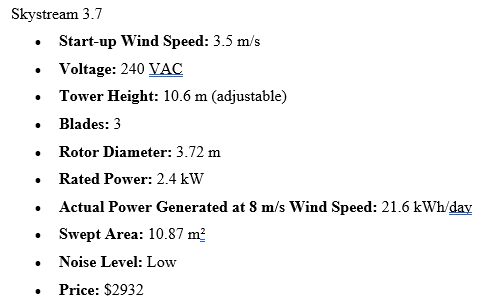 Skystream 3.7
• Start-up Wind Speed: 3.5 m/s
• Voltage: 240 VAC
• Tower Height: 10.6 m (adjustable)
• Blades: 3
• Rotor Diameter: 3.72 m
• Rated Power: 2.4 kW
• Actual Power Generated at 8 m/s Wind Speed: 21.6 kWh/day
• Swept Area: 10.87 m²
• Noise Level: Low
• Price: $2932